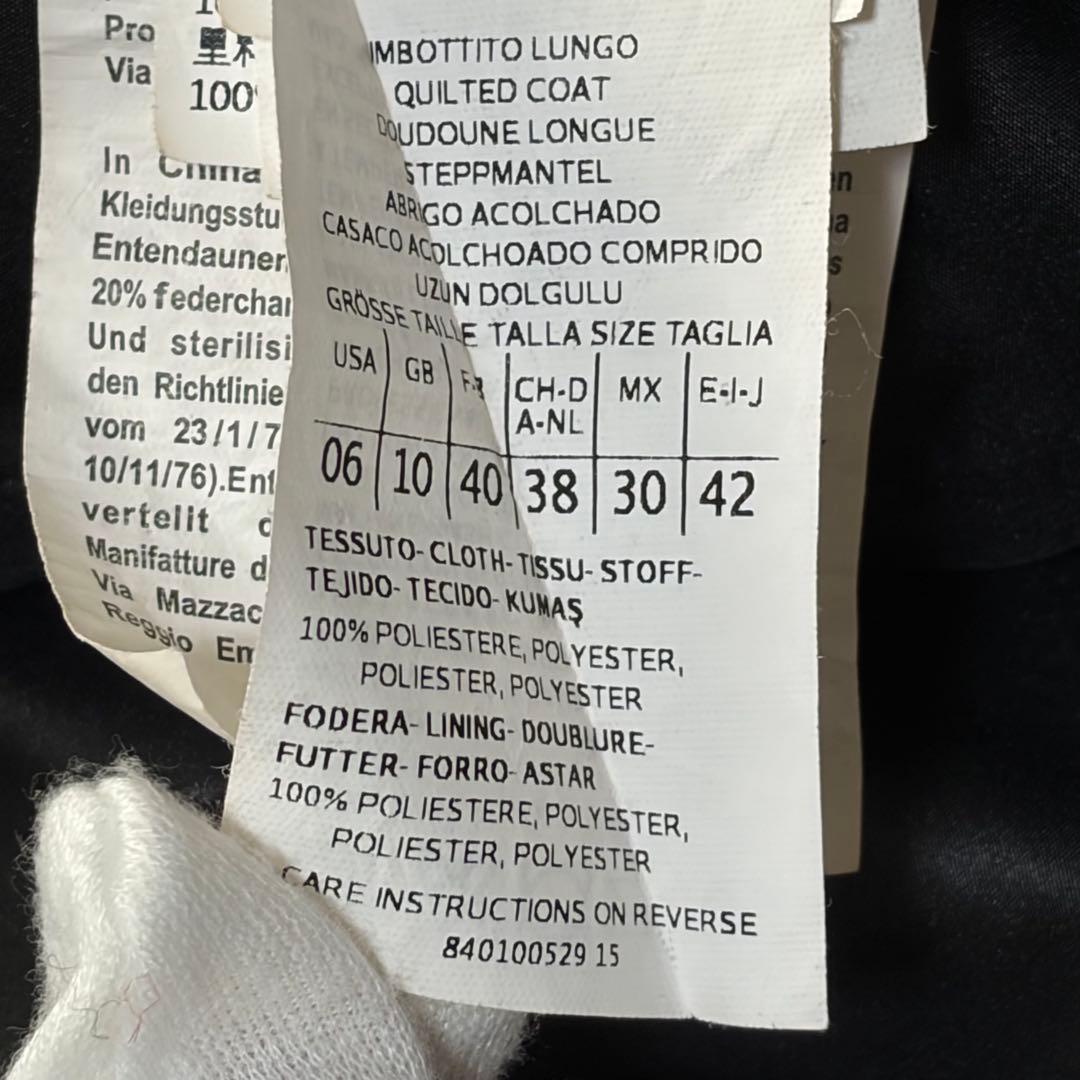 Pro
Via
里料
100
In China
Kleidungsstu
Entendaunen
20% federchar
Und sterilisi
den Richtlinie
vom 23/1/7
10/11/76).Ent
vertelit d
Manifatture d
Via Mazzac
Reggio Em
IMBOTTITO LUNGO
QUILTED COAT
DOUDOUNE LONGUE
STEPPMANTEL
ABRIGO ACOLCHADO
CASACO ACOLCHOADO COMPRIDO
UZUN DOLGULU
GRÖSSE TAILLE TALLA SIZE TAGLIA
USA GB F-B CH-D A-NL MX E-I-J
06 10 40 38 30 42
TESSUTO- CLOTH- TISSU- STOFF-
TEJIDO- TECIDO- KUMAŞ
100% POLIESTERE, POLYESTER,
POLIESTER, POLYESTER
FODERA- LINING- DOUBLURE-
FUTTER- FORRO- ASTAR
100% POLIESTERE, POLYESTER,
POLIESTER, POLYESTER
CARE INSTRUCTIONS ON REVERSE
840100529 15